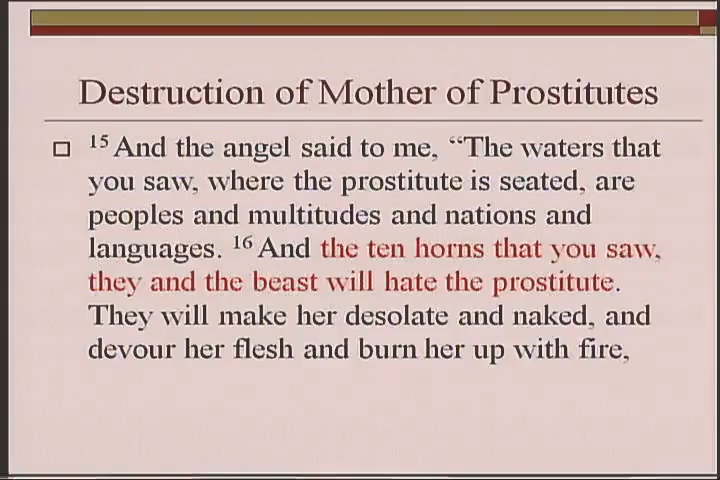 Destruction of Mother of Prostitutes
15 And the angel said to me, “The waters that
you saw, where the prostitute is seated, are
peoples and multitudes and nations and
languages. 16 And the ten horns that you saw,
they and the beast will hate the prostitute.
They will make her desolate and naked, and
devour her flesh and burn her up with fire,